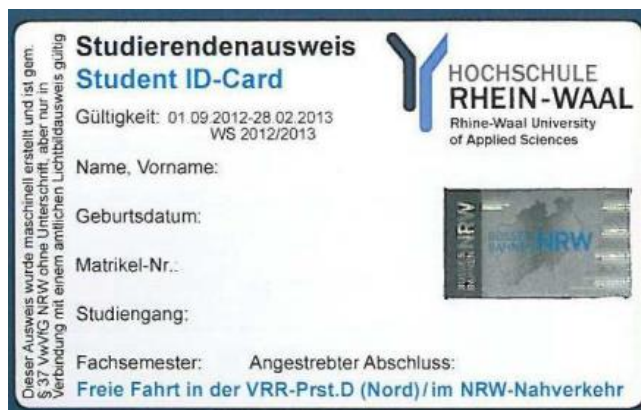 Dieser Ausweis wurde maschinell erstellt und ist gem.
§ 37 VwVfG NRW ohne Unterschrift, aber nur in
Verbindung mit einem amtlichen Lichtbildausweis gültig
Studierendenausweis
Student ID-Card
Gültigkeit: 01.09.2012-28 02.2013
WS 2012/2013
Name, Vorname:
Geburtsdatum:
Matrikel-Nr.:
Studiengang:
Fachsemester: Angestrebter Abschluss:
Freie Fahrt in der VRR-Prst.D (Nord)/im NRW-Nahverkehr
HOCHSCHULE
RHEIN-WAAL
Rhine-Waal University
of Applied Sciences
NRW
BUSSE
BAHNEN NRW